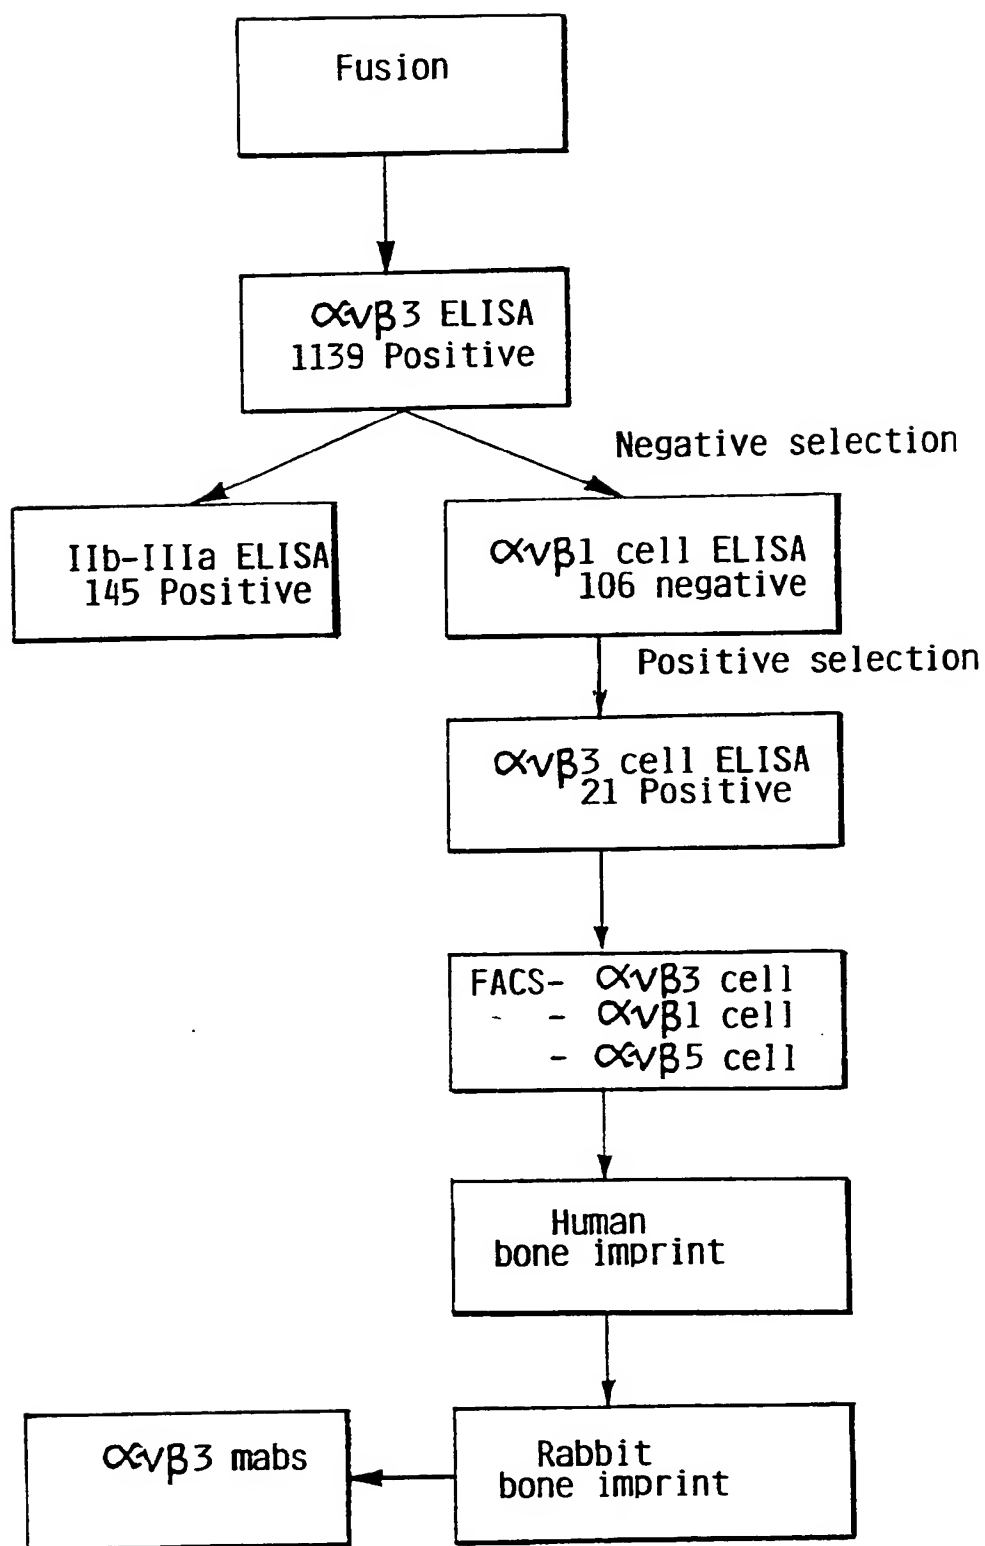 Fusion
αvβ3 ELISA
1139 Positive
Negative selection
IIb-IIIa ELISA
145 Positive
αvβ1 cell ELISA
106 negative
Positive selection
αvβ3 cell ELISA
21 Positive
FACS- αvβ3 cell
- - αvβ1 cell
- αvβ5 cell
Human
bone imprint
Rabbit
bone imprint
αvβ3 mabs